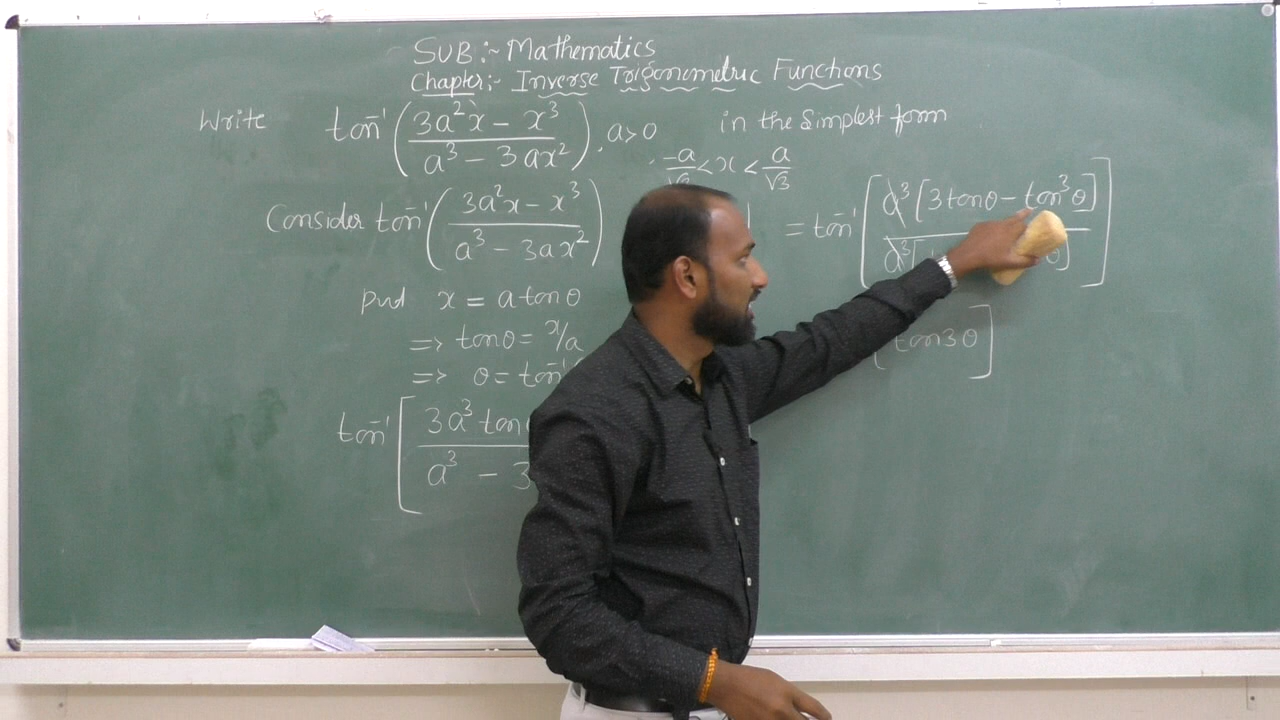 SUB :- Mathematics
Chapter :- Inverse Trigonometric Functions
Write tan⁻¹((3a²x - x³)/(a³ - 3ax²)), a>0 in the simplest form
-a/√3 < x < a/√3
Consider tan⁻¹((3a²x - x³)/(a³ - 3ax²))
put x = a tanθ
=> tanθ = x/a
=> θ = tan⁻¹
tan⁻¹[(3a³ tan
a³ - 3
= tan⁻¹[a³[3tanθ - tan³θ]
a³[ θ]]
[tan3θ]